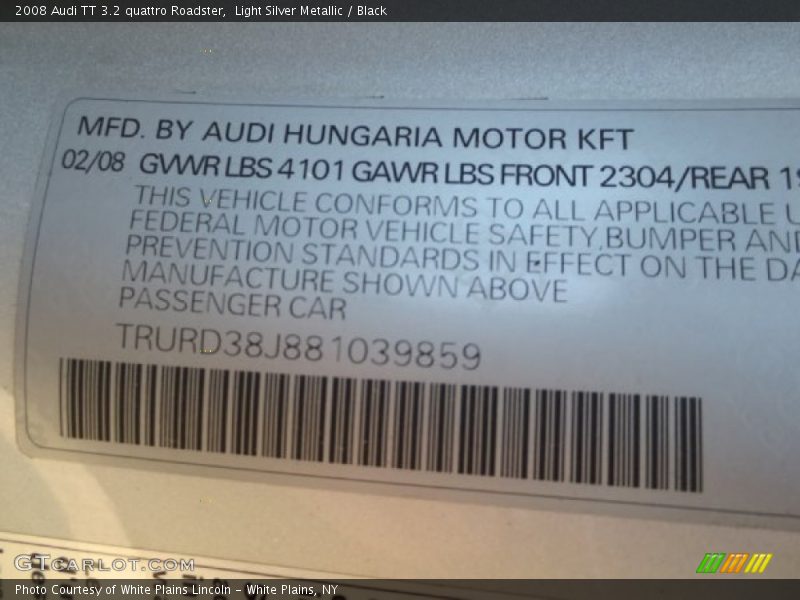 2008 Audi TT 3.2 quattro Roadster,  Light Silver Metallic / Black
MFD. BY AUDI HUNGARIA MOTOR KFT
02/08 GVWR LBS 4101 GAWR LBS FRONT 2304/REAR
THIS VEHICLE CONFORMS TO ALL APPLICABLE
FEDERAL MOTOR VEHICLE SAFETY,BUMPER AND
PREVENTION STANDARDS IN EFFECT ON THE
MANUFACTURE SHOWN ABOVE
PASSENGER CAR
TRURD38J881039859
GTCARLOT.COM
Photo Courtesy of White Plains Lincoln - White Plains, NY